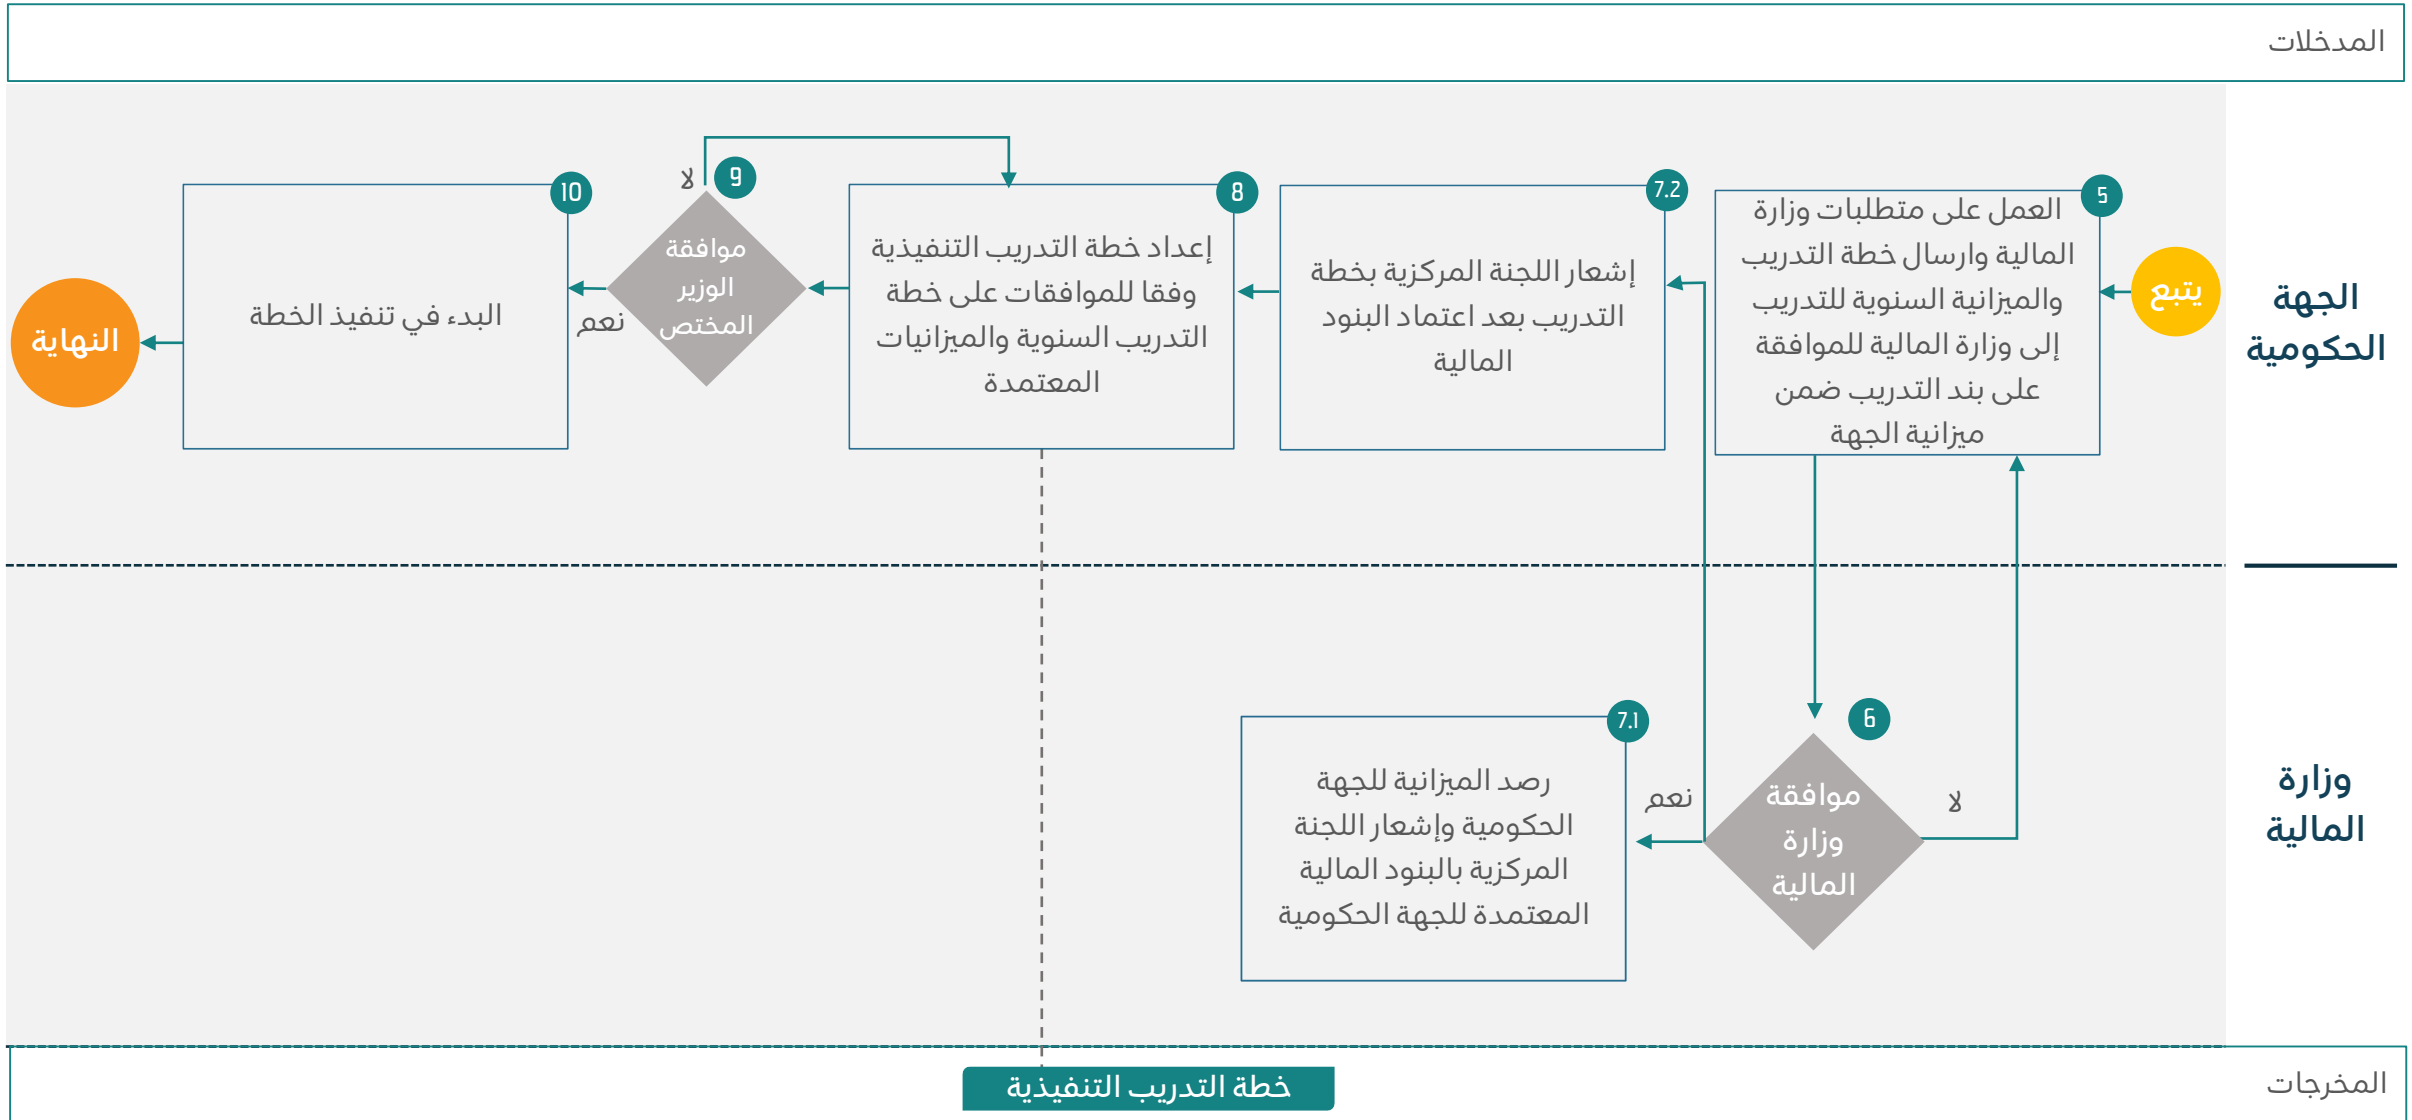 المدخلات
الجهة
الحكومية
يتبع
5
العمل على متطلبات وزارة
المالية وارسال خطة التدريب
والميزانية السنوية للتدريب
إلى وزارة المالية للموافقة
على بند التدريب ضمن
ميزانية الجهة
7.2
إشعار اللجنة المركزية بخطة
التدريب بعد اعتماد البنود
المالية
8
إعداد خطة التدريب التنفيذية
وفقا للموافقات على خطة
التدريب السنوية والميزانيات
المعتمدة
9
لا
موافقة
الوزير
المختص
نعم
10
البدء في تنفيذ الخطة
النهاية
وزارة
المالية
6
لا
موافقة
وزارة
المالية
نعم
7.1
رصد الميزانية للجهة
الحكومية وإشعار اللجنة
المركزية بالبنود المالية
المعتمدة للجهة الحكومية
المخرجات
خطة التدريب التنفيذية